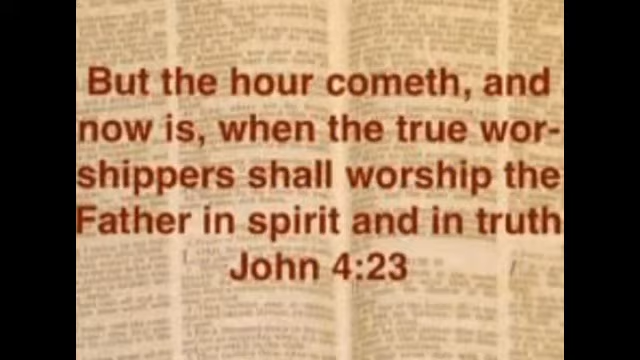 But the hour cometh, and
now is, when the true wor-
shippers shall worship the
Father in spirit and in truth
John 4:23